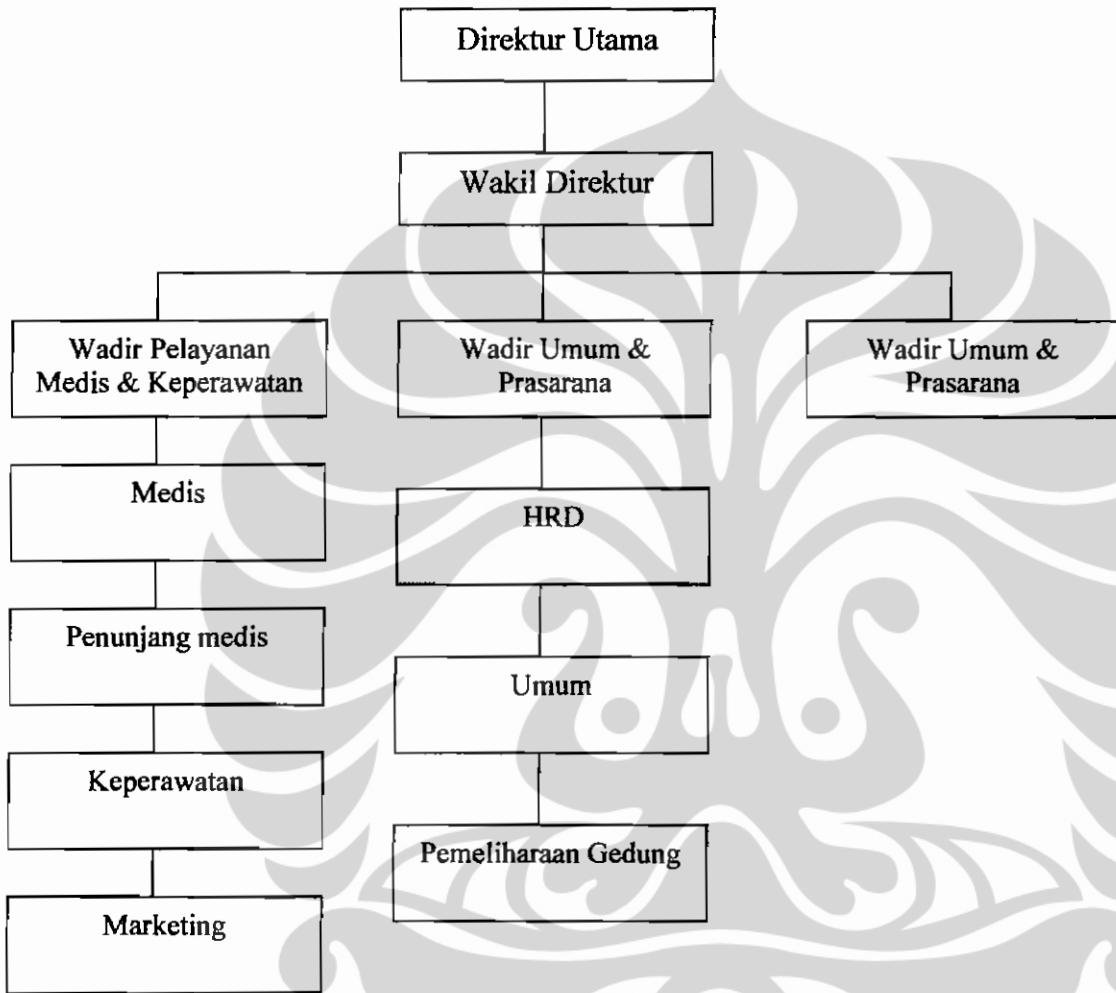 Direktur Utama
Wakil Direktur
Wadir Pelayanan
Medis & Keperawatan
Wadir Umum &
Prasarana
Wadir Umum &
Prasarana
Medis
HRD
Penunjang medis
Umum
Keperawatan
Pemeliharaan Gedung
Marketing